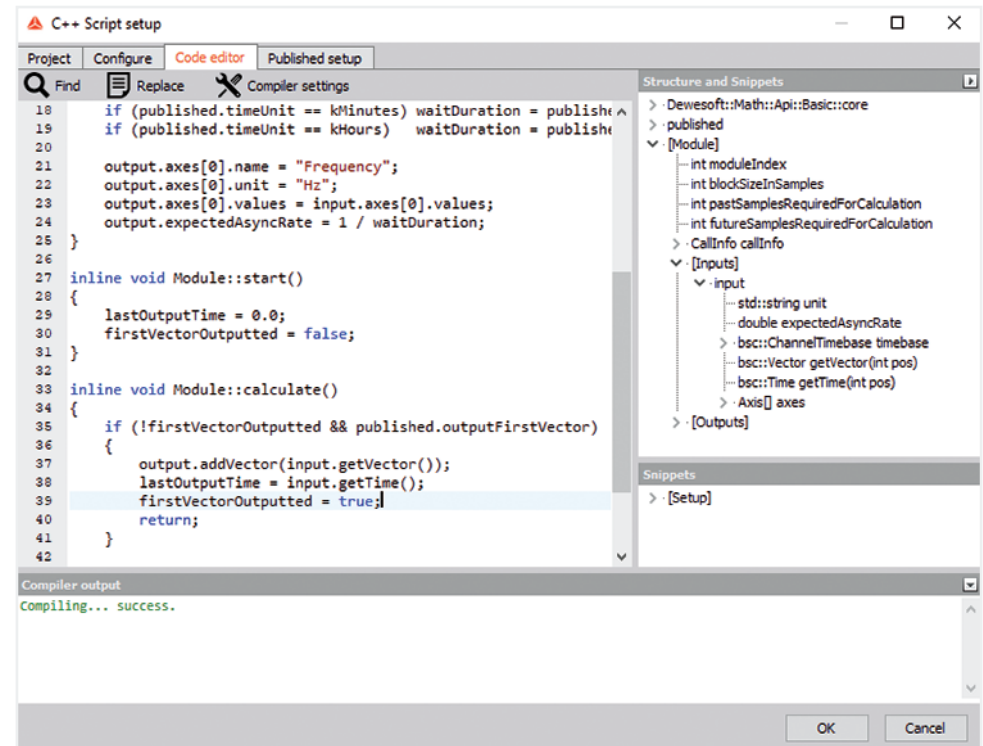 C++ Script setup
Project Configure Code editor Published setup
Find Replace Compiler settings
18 if (published.timeUnit == kMinutes) waitDuration = publishe
19 if (published.timeUnit == kHours) waitDuration = publishe
20
21 output.axes[0].name = "Frequency";
22 output.axes[0].unit = "Hz";
23 output.axes[0].values = input.axes[0].values;
24 output.expectedAsyncRate = 1 / waitDuration;
25 }
26
27 inline void Module::start()
28 {
29 lastOutputTime = 0.0;
30 firstVectorOutputted = false;
31 }
32
33 inline void Module::calculate()
34 {
35 if (!firstVectorOutputted && published.outputFirstVector)
36 {
37 output.addVector(input.getVector());
38 lastOutputTime = input.getTime();
39 firstVectorOutputted = true;
40 return;
41 }
42
Structure and Snippets
Dewesoft::Math::Api::Basic::core
published
[Module]
int moduleIndex
int blockSizeInSamples
int pastSamplesRequiredForCalculation
int futureSamplesRequiredForCalculation
CallInfo callInfo
[Inputs]
input
std::string unit
double expectedAsyncRate
bsc::ChannelTimebase timebase
bsc::Vector getVector(int pos)
bsc::Time getTime(int pos)
Axis[] axes
[Outputs]
Snippets
[Setup]
Compiler output
Compiling... success.
OK Cancel